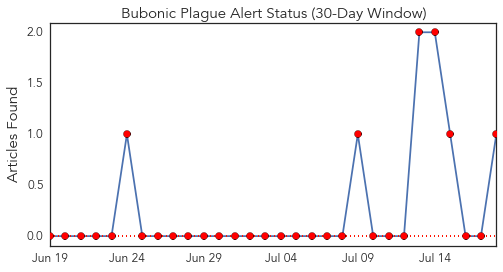 Bubonic Plague Alert Status (30-Day Window)
Articles Found
2.0
1.5
1.0
0.5
0.0
Jun 19 Jun 24 Jun 29 Jul 04 Jul 09 Jul 14